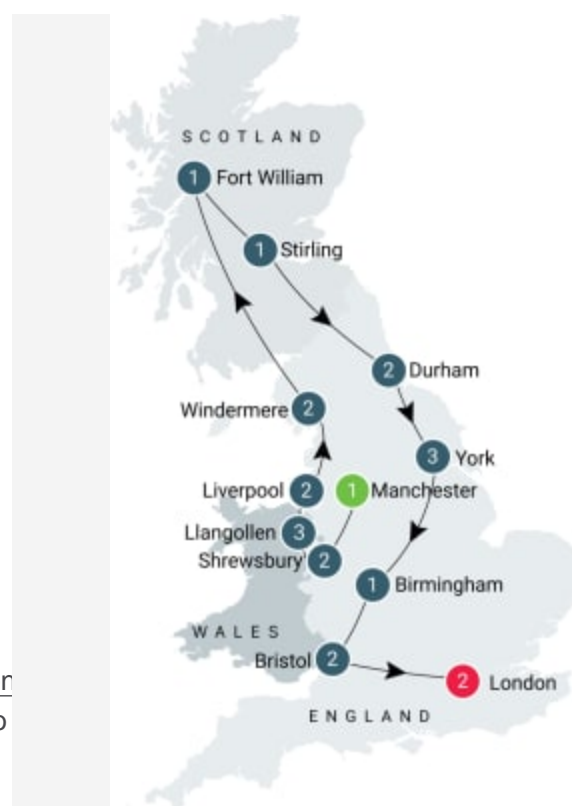 SCOTLAND
1 Fort William
1 Stirling
2 Durham
Windermere 2
3 York
Liverpool 2
1 Manchester
Llangollen 3
Shrewsbury 2
1 Birmingham
WALES
Bristol 2
2 London
ENGLAND